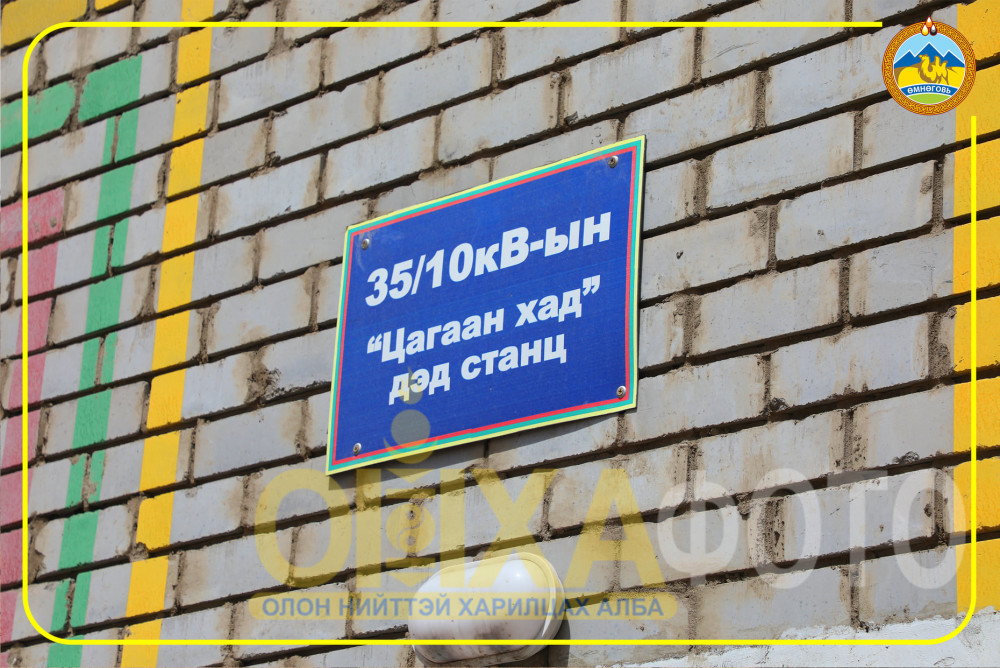 ӨМНӨГОВЬ
35/10кВ-ын
“Цагаан хад”
дэд станц
ОНХА ФОТО
ОЛОН НИЙТТЭЙ ХАРИЛЦАХ АЛБА